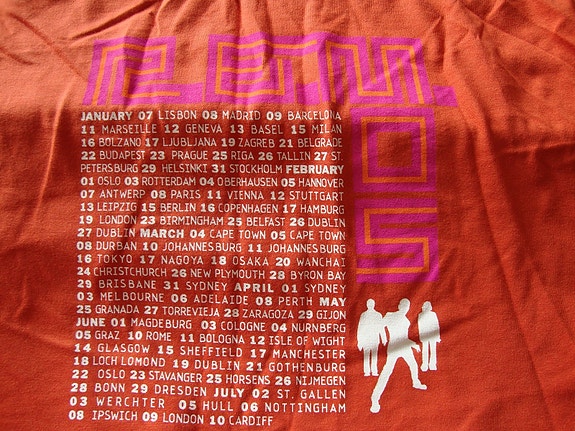 R.E.M.
05
JANUARY 07 LISBON 08 MADRID 09 BARCELONA
11 MARSEILLE 12 GENEVA 13 BASEL 15 MILAN
16 BOLZANO 17 LJUBLJANA 19 ZAGREB 21 BELGRADE
22 BUDAPEST 23 PRAGUE 25 RIGA 26 TALLIN 27 ST.
PETERSBURG 29 HELSINKI 31 STOCKHOLM FEBRUARY
01 OSLO 03 ROTTERDAM 04 OBERHAUSEN 05 HANNOVER
07 ANTWERP 08 PARIS 11 VIENNA 12 STUTTGART
13 LEIPZIG 15 BERLIN 16 COPENHAGEN 17 HAMBURG
19 LONDON 23 BIRMINGHAM 25 BELFAST 26 DUBLIN
27 DUBLIN MARCH 04 CAPE TOWN 05 CAPE TOWN
08 DURBAN 10 JOHANNESBURG 11 JOHANNESBURG
16 TOKYO 17 NAGOYA 18 OSAKA 20 WANCHAI
24 CHRISTCHURCH 26 NEW PLYMOUTH 28 BYRON BAY
29 BRISBANE 31 SYDNEY APRIL 01 SYDNEY
03 MELBOURNE 06 ADELAIDE 08 PERTH MAY
25 GRANADA 27 TORREVIEJA 28 ZARAGOZA 29 GIJON
JUNE 01 MAGDEBURG 03 COLOGNE 04 NURNBERG
05 GRAZ 10 ROME 11 BOLOGNA 12 ISLE OF WIGHT
14 GLASGOW 15 SHEFFIELD 17 MANCHESTER
18 LOCH LOMOND 19 DUBLIN 21 GOTHENBURG
22 OSLO 23 STAVANGER 25 HORSENS 26 NIJMEGEN
28 BONN 29 DRESDEN JULY 02 ST. GALLEN
03 WERCHTER 05 HULL 06 NOTTINGHAM
08 IPSWICH 09 LONDON 10 CARDIFF